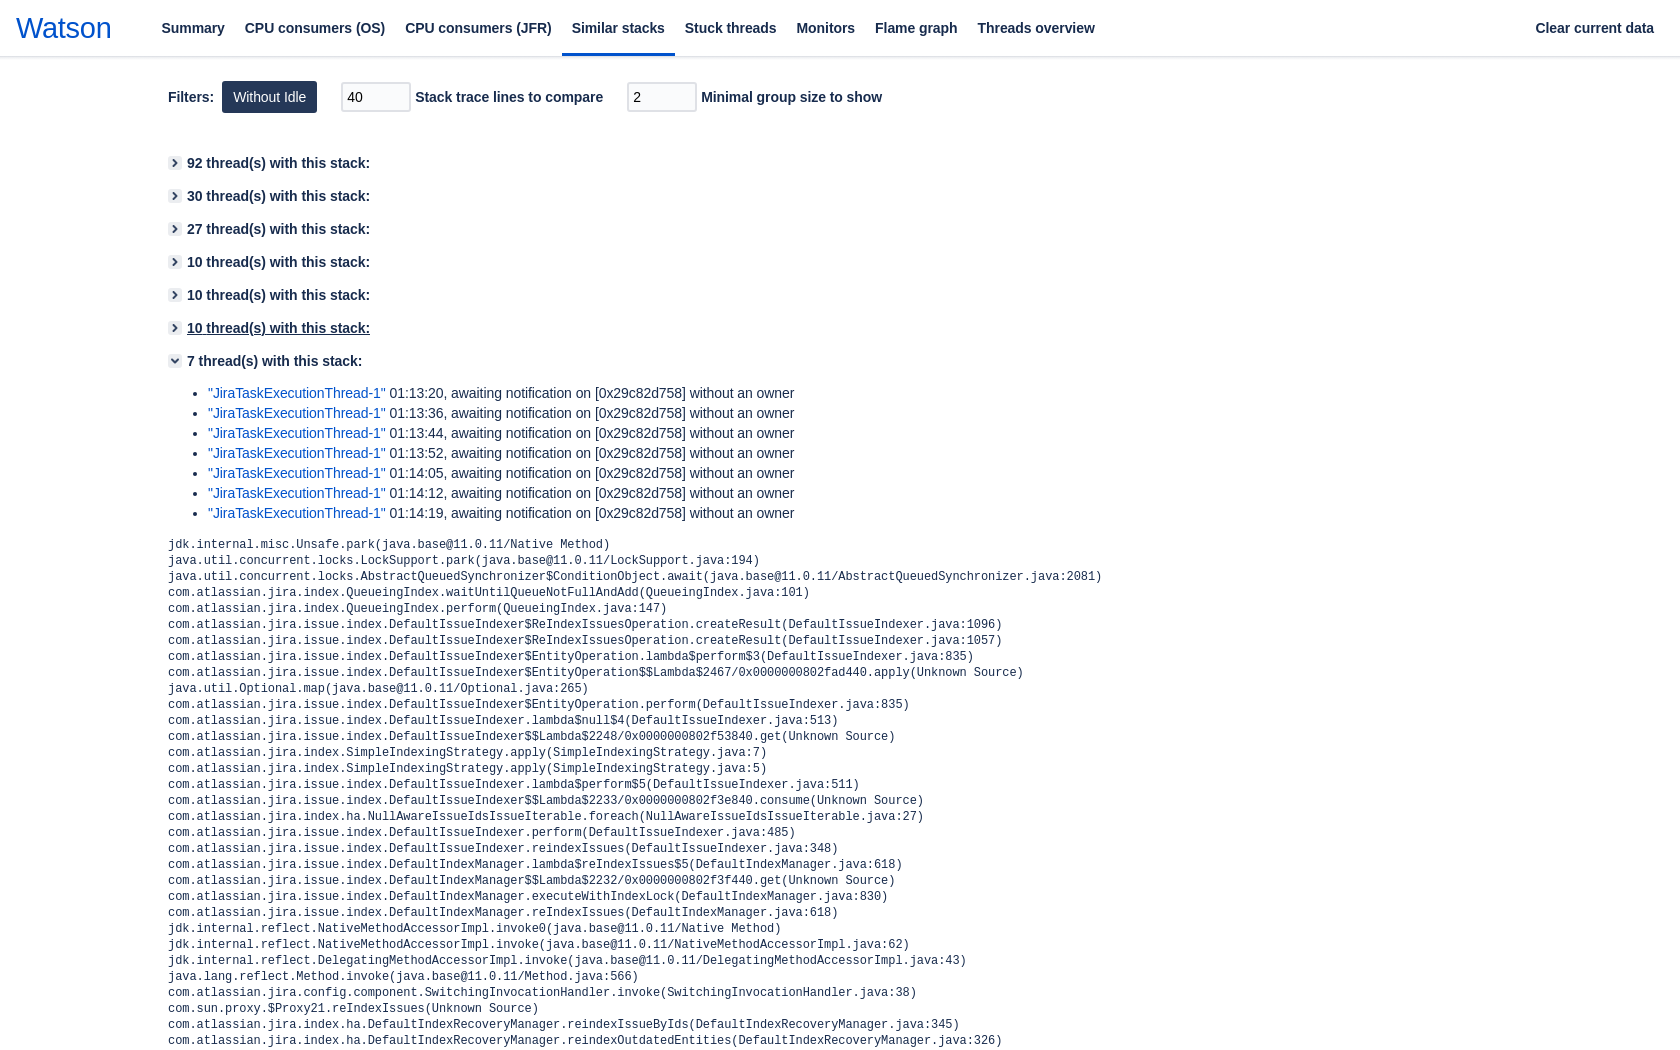 Watson
Summary
CPU consumers (OS)
CPU consumers (JFR)
Similar stacks
Stuck threads
Monitors
Flame graph
Threads overview
Clear current data
Filters: Without Idle 40 Stack trace lines to compare 2 Minimal group size to show
92 thread(s) with this stack:
30 thread(s) with this stack:
27 thread(s) with this stack:
10 thread(s) with this stack:
10 thread(s) with this stack:
10 thread(s) with this stack:
7 thread(s) with this stack:
• "JiraTaskExecutionThread-1" 01:13:20, awaiting notification on [0x29c82d758] without an owner
• "JiraTaskExecutionThread-1" 01:13:36, awaiting notification on [0x29c82d758] without an owner
• "JiraTaskExecutionThread-1" 01:13:44, awaiting notification on [0x29c82d758] without an owner
• "JiraTaskExecutionThread-1" 01:13:52, awaiting notification on [0x29c82d758] without an owner
• "JiraTaskExecutionThread-1" 01:14:05, awaiting notification on [0x29c82d758] without an owner
• "JiraTaskExecutionThread-1" 01:14:12, awaiting notification on [0x29c82d758] without an owner
• "JiraTaskExecutionThread-1" 01:14:19, awaiting notification on [0x29c82d758] without an owner
jdk.internal.misc.Unsafe.park(java.base@11.0.11/Native Method)
java.util.concurrent.locks.LockSupport.park(java.base@11.0.11/LockSupport.java:194)
java.util.concurrent.locks.AbstractQueuedSynchronizer$ConditionObject.await(java.base@11.0.11/AbstractQueuedSynchronizer.java:2081)
com.atlassian.jira.index.QueueingIndex.waitUntilQueueNotFullAndAdd(QueueingIndex.java:101)
com.atlassian.jira.index.QueueingIndex.perform(QueueingIndex.java:147)
com.atlassian.jira.issue.index.DefaultIssueIndexer$ReIndexIssuesOperation.createResult(DefaultIssueIndexer.java:1096)
com.atlassian.jira.issue.index.DefaultIssueIndexer$ReIndexIssuesOperation.createResult(DefaultIssueIndexer.java:1057)
com.atlassian.jira.issue.index.DefaultIssueIndexer$EntityOperation.lambda$perform$3(DefaultIssueIndexer.java:835)
com.atlassian.jira.issue.index.DefaultIssueIndexer$EntityOperation$$Lambda$2467/0x0000000802fad440.apply(Unknown Source)
java.util.Optional.map(java.base@11.0.11/Optional.java:265)
com.atlassian.jira.issue.index.DefaultIssueIndexer$EntityOperation.perform(DefaultIssueIndexer.java:835)
com.atlassian.jira.issue.index.DefaultIssueIndexer.lambda$null$4(DefaultIssueIndexer.java:513)
com.atlassian.jira.issue.index.DefaultIssueIndexer$$Lambda$2248/0x0000000802f53840.get(Unknown Source)
com.atlassian.jira.index.SimpleIndexingStrategy.apply(SimpleIndexingStrategy.java:7)
com.atlassian.jira.index.SimpleIndexingStrategy.apply(SimpleIndexingStrategy.java:5)
com.atlassian.jira.issue.index.DefaultIssueIndexer.lambda$perform$5(DefaultIssueIndexer.java:511)
com.atlassian.jira.issue.index.DefaultIssueIndexer$$Lambda$2233/0x0000000802f3e840.consume(Unknown Source)
com.atlassian.jira.index.ha.NullAwareIssueIdsIssueIterable.foreach(NullAwareIssueIdsIssueIterable.java:27)
com.atlassian.jira.issue.index.DefaultIssueIndexer.perform(DefaultIssueIndexer.java:485)
com.atlassian.jira.issue.index.DefaultIssueIndexer.reindexIssues(DefaultIssueIndexer.java:348)
com.atlassian.jira.issue.index.DefaultIndexManager.lambda$reIndexIssues$5(DefaultIndexManager.java:618)
com.atlassian.jira.issue.index.DefaultIndexManager$$Lambda$2232/0x0000000802f3f440.get(Unknown Source)
com.atlassian.jira.issue.index.DefaultIndexManager.executeWithIndexLock(DefaultIndexManager.java:830)
com.atlassian.jira.issue.index.DefaultIndexManager.reIndexIssues(DefaultIndexManager.java:618)
jdk.internal.reflect.NativeMethodAccessorImpl.invoke0(java.base@11.0.11/Native Method)
jdk.internal.reflect.NativeMethodAccessorImpl.invoke(java.base@11.0.11/NativeMethodAccessorImpl.java:62)
jdk.internal.reflect.DelegatingMethodAccessorImpl.invoke(java.base@11.0.11/DelegatingMethodAccessorImpl.java:43)
java.lang.reflect.Method.invoke(java.base@11.0.11/Method.java:566)
com.atlassian.jira.config.component.SwitchingInvocationHandler.invoke(SwitchingInvocationHandler.java:38)
com.sun.proxy.$Proxy21.reIndexIssues(Unknown Source)
com.atlassian.jira.index.ha.DefaultIndexRecoveryManager.reindexIssueByIds(DefaultIndexRecoveryManager.java:345)
com.atlassian.jira.index.ha.DefaultIndexRecoveryManager.reindexOutdatedEntities(DefaultIndexRecoveryManager.java:326)